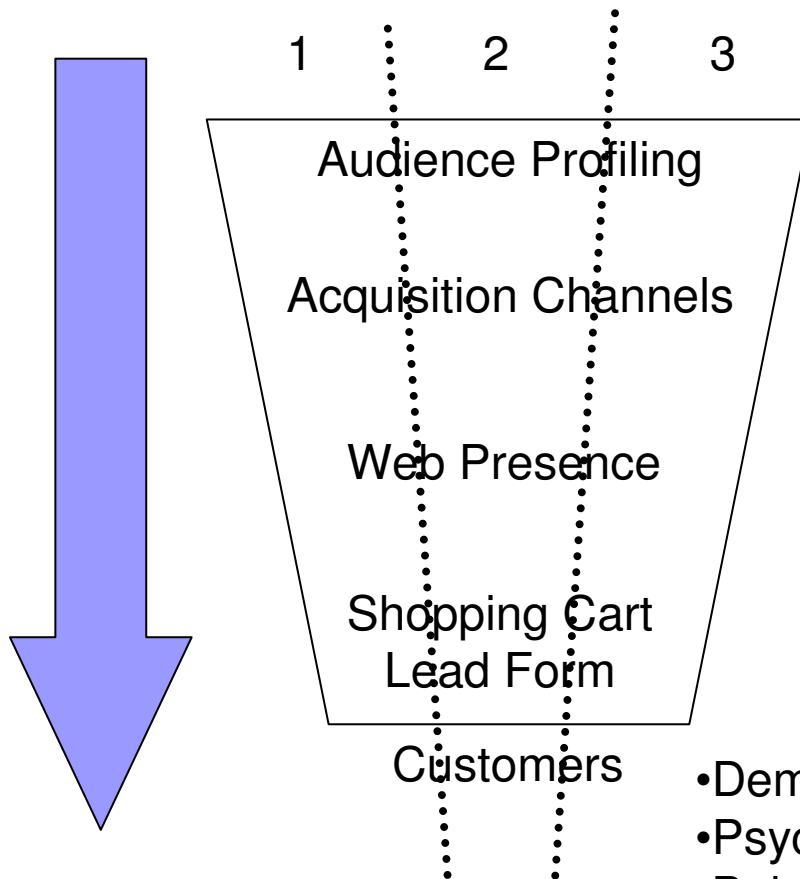 1 2 3
Audience Profiling
Acquisition Channels
Web Presence
Shopping Cart
Lead Form
Customers